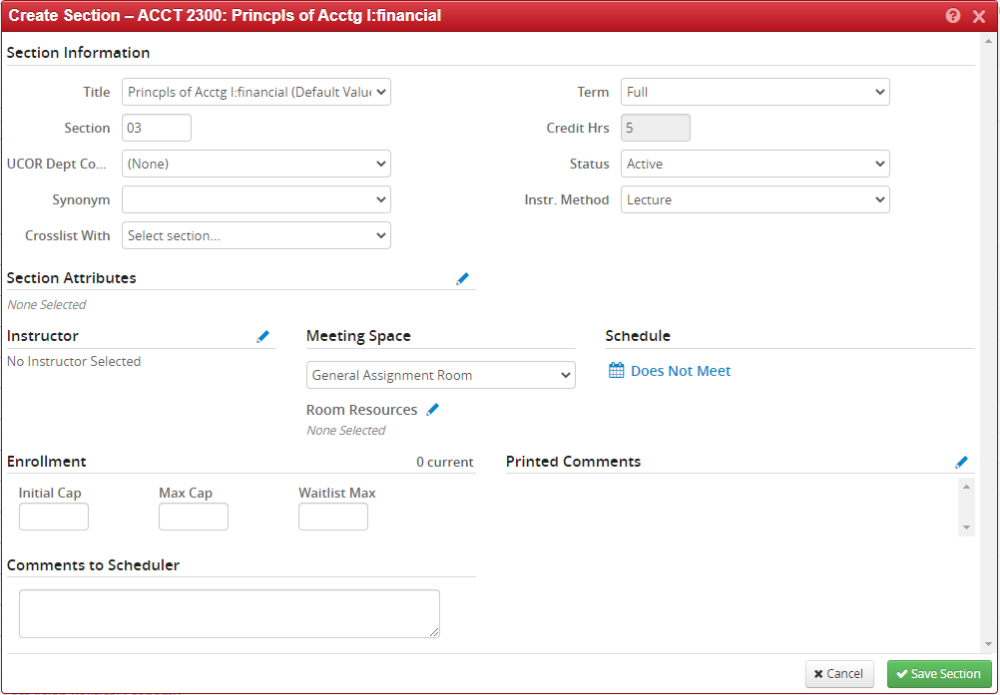 Create Section – ACCT 2300: Princpls of Acctg I:financial
Section Information
Title Princpls of Acctg I:financial (Default Value Term Full
Section 03 Credit Hrs 5
UCOR Dept Co... (None) Status Active
Synonym Instr. Method Lecture
Crosslist With Select section...
Section Attributes
None Selected
Instructor Meeting Space Schedule
No Instructor Selected
General Assignment Room Does Not Meet
Room Resources
None Selected
Enrollment 0 current Printed Comments
Initial Cap Max Cap Waitlist Max
Comments to Scheduler
Cancel Save Section